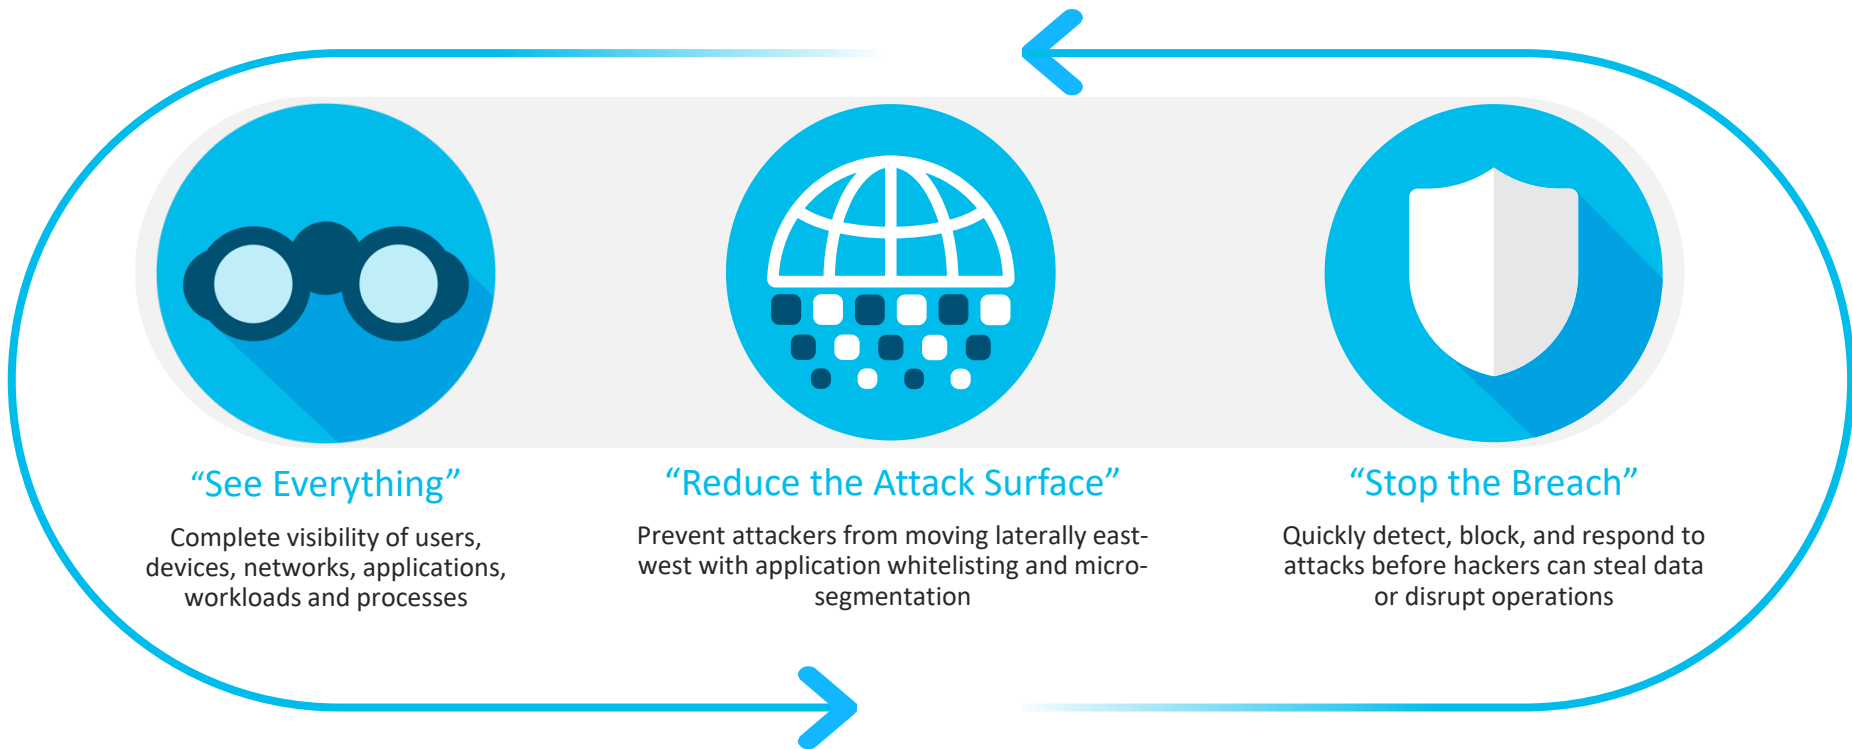 “See Everything”
Complete visibility of users,
devices, networks, applications,
workloads and processes
“Reduce the Attack Surface”
Prevent attackers from moving laterally east-
west with application whitelisting and micro-
segmentation
“Stop the Breach”
Quickly detect, block, and respond to
attacks before hackers can steal data
or disrupt operations